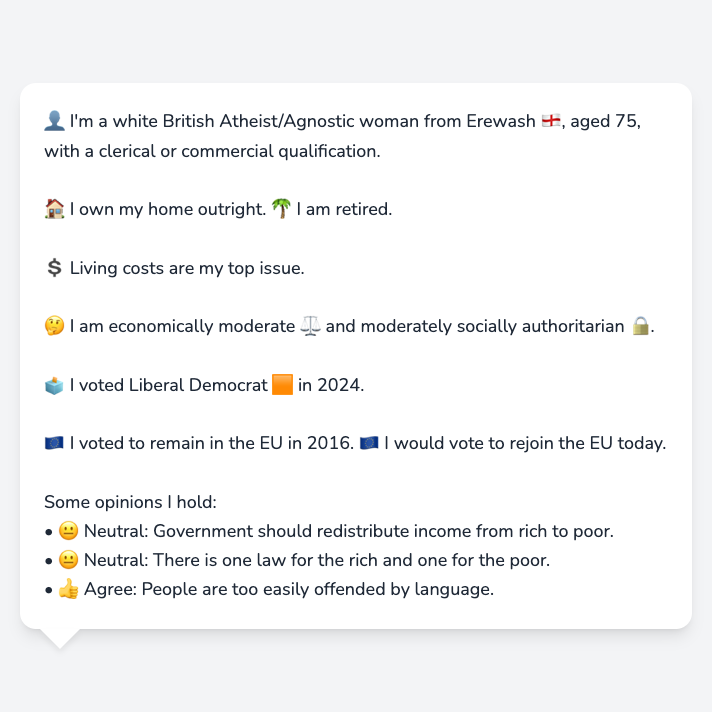 👤 I'm a white British Atheist/Agnostic woman from Erewash 🏴󠁧󠁢󠁥󠁮󠁧󠁿, aged 75,
with a clerical or commercial qualification.
🏠 I own my home outright. 🌴 I am retired.
💲 Living costs are my top issue.
🤔 I am economically moderate ⚖️ and moderately socially authoritarian 🔒.
🗳️ I voted Liberal Democrat 🟧 in 2024.
🇪🇺 I voted to remain in the EU in 2016. 🇪🇺 I would vote to rejoin the EU today.
Some opinions I hold:
• 😐 Neutral: Government should redistribute income from rich to poor.
• 😐 Neutral: There is one law for the rich and one for the poor.
• 👍 Agree: People are too easily offended by language.